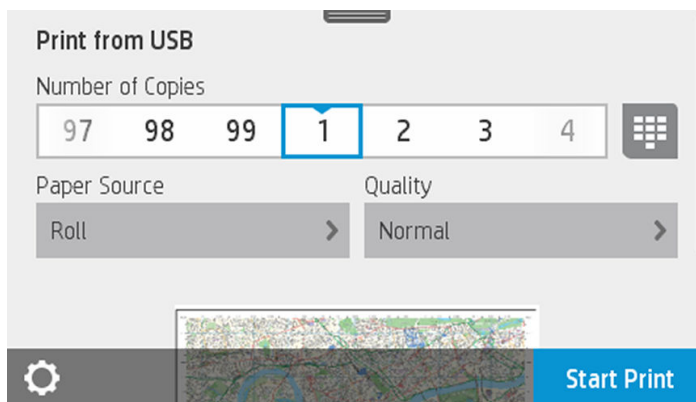 Print from USB
Number of Copies
97 98 99 1 2 3 4
Paper Source Quality
Roll Normal
Start Print